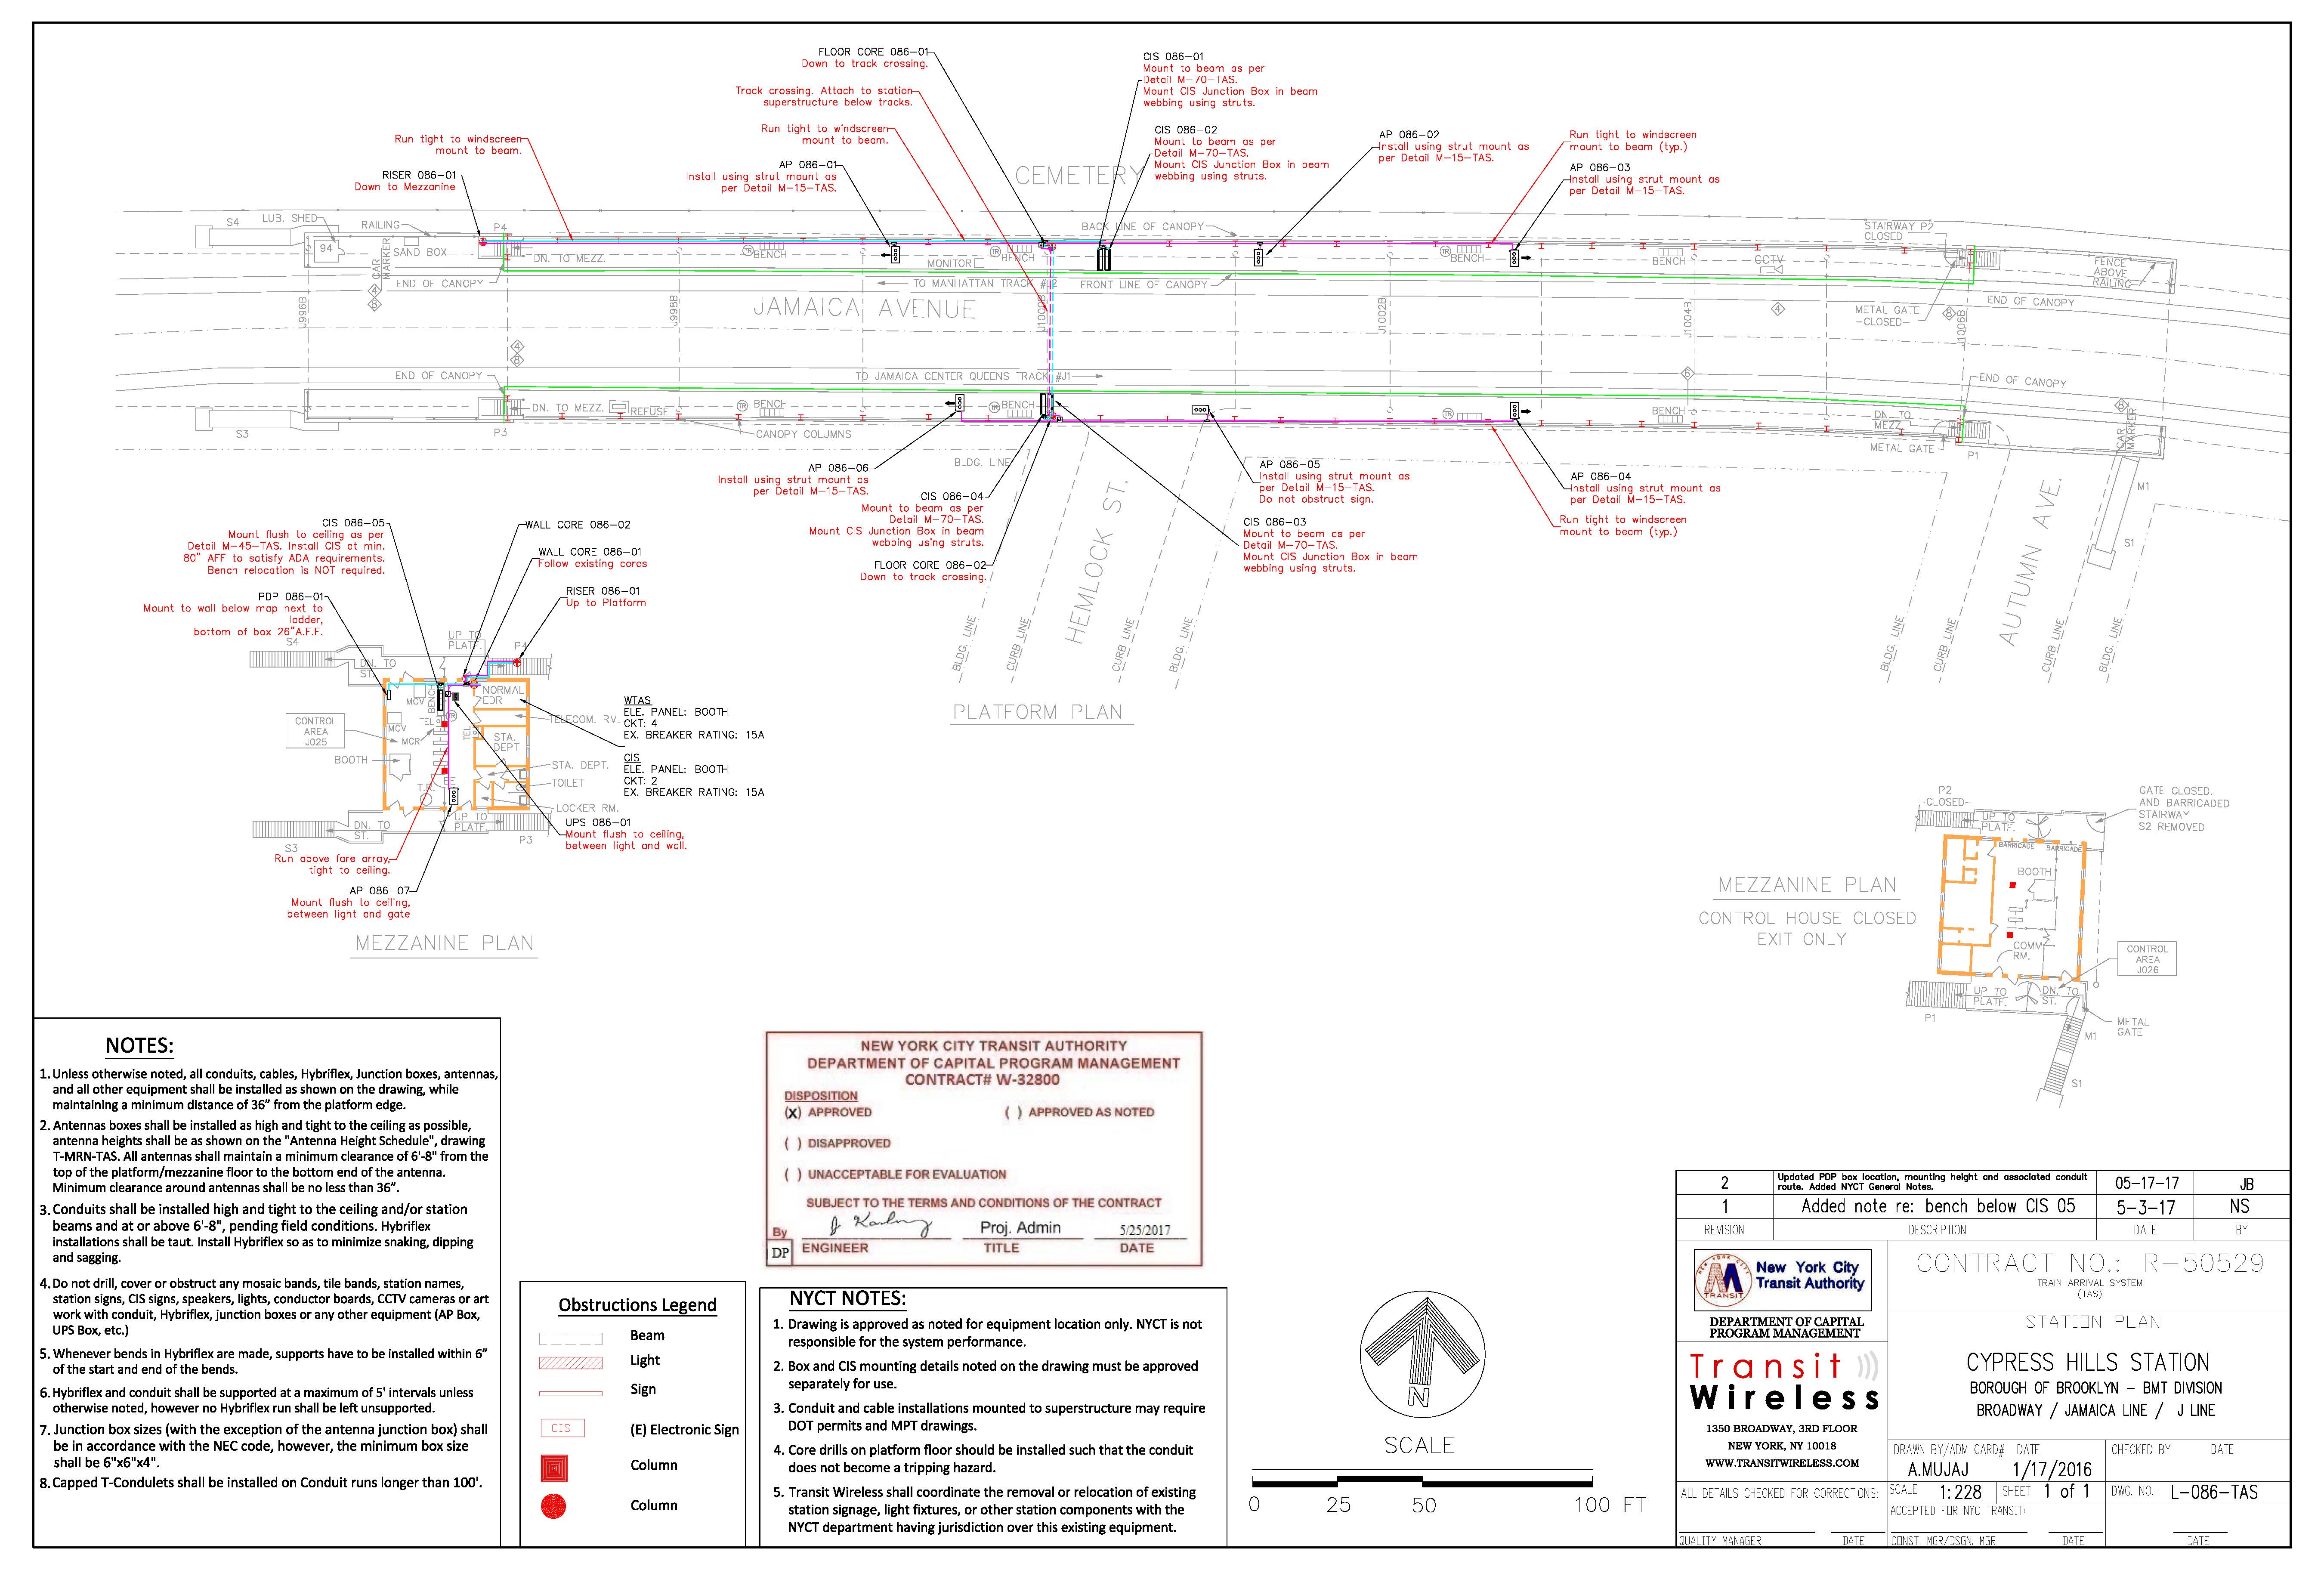 FLOOR CORE 086-01
Down to track crossing.
Track crossing. Attach to station
superstructure below tracks.
Run tight to windscreen
mount to beam.
Run tight to windscreen
mount to beam.
AP 086-01
Install using strut mount as
per Detail M-15-TAS.
RISER 086-01
Down to Mezzanine
CIS 086-01
Mount to beam as per
Detail M-70-TAS.
Mount CIS Junction Box in beam
webbing using struts.
CIS 086-02
Mount to beam as per
Detail M-70-TAS.
Mount CIS Junction Box in beam
webbing using struts.
AP 086-02
Install using strut mount as
per Detail M-15-TAS.
Run tight to windscreen
mount to beam (typ.)
AP 086-03
Install using strut mount as
per Detail M-15-TAS.
CEMETERY
S4
LUB. SHED
94
RAILING
CAR
MARKER
SAND BOX
P4
DN. TO MEZZ.
END OF CANOPY
TR
BENCH
MONITOR
TR
BENCH
BACK LINE OF CANOPY
TO MANHATTAN TRACK #J2
FRONT LINE OF CANOPY
TR
BENCH
BENCH
CCTV
STAIRWAY P2
CLOSED
FENCE
ABOVE
RAILING
END OF CANOPY
METAL GATE
-CLOSED-
JAMAICA AVENUE
J996B
J998B
J1000B
J1002B
J1004B
J1006B
4
8
4
8
4
8
6
8
END OF CANOPY
TO JAMAICA CENTER QUEENS TRACK #J1
END OF CANOPY
S3
P3
DN. TO MEZZ.
REFUSE
TR
BENCH
CANOPY COLUMNS
TR
BENCH
TR
BENCH
DN. TO
MEZZ.
METAL GATE
P1
CAR
MARKER
M1
S1
AP 086-06
Install using strut mount as
per Detail M-15-TAS.
BLDG. LINE
CIS 086-04
Mount to beam as per
Detail M-70-TAS.
Mount CIS Junction Box in beam
webbing using struts.
FLOOR CORE 086-02
Down to track crossing.
AP 086-05
Install using strut mount as
per Detail M-15-TAS.
Do not obstruct sign.
CIS 086-03
Mount to beam as per
Detail M-70-TAS.
Mount CIS Junction Box in beam
webbing using struts.
AP 086-04
Install using strut mount as
per Detail M-15-TAS.
Run tight to windscreen
mount to beam (typ.)
BLDG. LINE
CURB LINE
HEMLOCK ST.
CURB LINE
BLDG. LINE
BLDG. LINE
CURB LINE
AUTUMN AVE.
CURB LINE
BLDG. LINE
PLATFORM PLAN
CIS 086-05
Mount flush to ceiling as per
Detail M-45-TAS. Install CIS at min.
80" AFF to satisfy ADA requirements.
Bench relocation is NOT required.
PDP 086-01
Mount to wall below map next to
ladder,
bottom of box 26"A.F.F.
WALL CORE 086-02
WALL CORE 086-01
Follow existing cores
RISER 086-01
Up to Platform
S4
UP TO
PLATF.
P4
DN. TO
ST.
NORMAL
EDR
BENCH
MCV
MCV
TEL
TR
MCR
TEL
CONTROL
AREA
J025
BOOTH
TELECOM. RM.
STA.
DEPT
STA. DEPT.
TOILET
T.R.
LOCKER RM.
DN. TO
ST.
UP TO
PLATF.
S3
P3
WTAS
ELE. PANEL: BOOTH
CKT: 4
EX. BREAKER RATING: 15A
CIS
ELE. PANEL: BOOTH
CKT: 2
EX. BREAKER RATING: 15A
UPS 086-01
Mount flush to ceiling,
between light and wall.
Run above fare array,
tight to ceiling.
AP 086-07
Mount flush to ceiling,
between light and gate
MEZZANINE PLAN
P2
-CLOSED-
UP TO
PLATF.
GATE CLOSED.
AND BARRICADED
STAIRWAY
S2 REMOVED
BARRICADE
BARRICADE
BOOTH
COMM
RM.
CONTROL
AREA
J026
UP TO
PLATF.
DN. TO
ST.
P1
METAL
GATE
M1
S1
MEZZANINE PLAN
CONTROL HOUSE CLOSED
EXIT ONLY
NOTES:
1. Unless otherwise noted, all conduits, cables, Hybriflex, Junction boxes, antennas,
and all other equipment shall be installed as shown on the drawing, while
maintaining a minimum distance of 36" from the platform edge.
2. Antennas boxes shall be installed as high and tight to the ceiling as possible,
antenna heights shall be as shown on the "Antenna Height Schedule", drawing
T-MRN-TAS. All antennas shall maintain a minimum clearance of 6'-8" from the
top of the platform/mezzanine floor to the bottom end of the antenna.
Minimum clearance around antennas shall be no less than 36".
3. Conduits shall be installed high and tight to the ceiling and/or station
beams and at or above 6'-8", pending field conditions. Hybriflex
installations shall be taut. Install Hybriflex so as to minimize snaking, dipping
and sagging.
4. Do not drill, cover or obstruct any mosaic bands, tile bands, station names,
station signs, CIS signs, speakers, lights, conductor boards, CCTV cameras or art
work with conduit, Hybriflex, junction boxes or any other equipment (AP Box,
UPS Box, etc.)
5. Whenever bends in Hybriflex are made, supports have to be installed within 6"
of the start and end of the bends.
6. Hybriflex and conduit shall be supported at a maximum of 5' intervals unless
otherwise noted, however no Hybriflex run shall be left unsupported.
7. Junction box sizes (with the exception of the antenna junction box) shall
be in accordance with the NEC code, however, the minimum box size
shall be 6"x6"x4".
8. Capped T-Condulets shall be installed on Conduit runs longer than 100'.
NEW YORK CITY TRANSIT AUTHORITY
DEPARTMENT OF CAPITAL PROGRAM MANAGEMENT
CONTRACT# W-32800
DISPOSITION
(X) APPROVED
( ) APPROVED AS NOTED
( ) DISAPPROVED
( ) UNACCEPTABLE FOR EVALUATION
SUBJECT TO THE TERMS AND CONDITIONS OF THE CONTRACT
By Proj. Admin 5/25/2017
DP ENGINEER TITLE DATE
Obstructions Legend
Beam
Light
Sign
CIS (E) Electronic Sign
Column
Column
NYCT NOTES:
1. Drawing is approved as noted for equipment location only. NYCT is not
responsible for the system performance.
2. Box and CIS mounting details noted on the drawing must be approved
separately for use.
3. Conduit and cable installations mounted to superstructure may require
DOT permits and MPT drawings.
4. Core drills on platform floor should be installed such that the conduit
does not become a tripping hazard.
5. Transit Wireless shall coordinate the removal or relocation of existing
station signage, light fixtures, or other station components with the
NYCT department having jurisdiction over this existing equipment.
N
SCALE
0 25 50 100 FT
2 Updated PDP box location, mounting height and associated conduit
route. Added NYCT General Notes. 05-17-17 JB
1 Added note re: bench below CIS 05 5-3-17 NS
REVISION DESCRIPTION DATE BY
NEW YORK CITY
TRANSIT
New York City
Transit Authority
DEPARTMENT OF CAPITAL
PROGRAM MANAGEMENT
Transit
Wireless
1350 BROADWAY, 3RD FLOOR
NEW YORK, NY 10018
WWW.TRANSITWIRELESS.COM
ALL DETAILS CHECKED FOR CORRECTIONS:
QUALITY MANAGER DATE
CONTRACT NO.: R-50529
TRAIN ARRIVAL SYSTEM
(TAS)
STATION PLAN
CYPRESS HILLS STATION
BOROUGH OF BROOKLYN - BMT DIVISION
BROADWAY / JAMAICA LINE / J LINE
DRAWN BY/ADM CARD# DATE
A.MUJAJ 1/17/2016
CHECKED BY DATE
SCALE 1:228 SHEET 1 of 1 DWG. NO. L-086-TAS
ACCEPTED FOR NYC TRANSIT:
CONST. MGR/DSGN. MGR DATE DATE